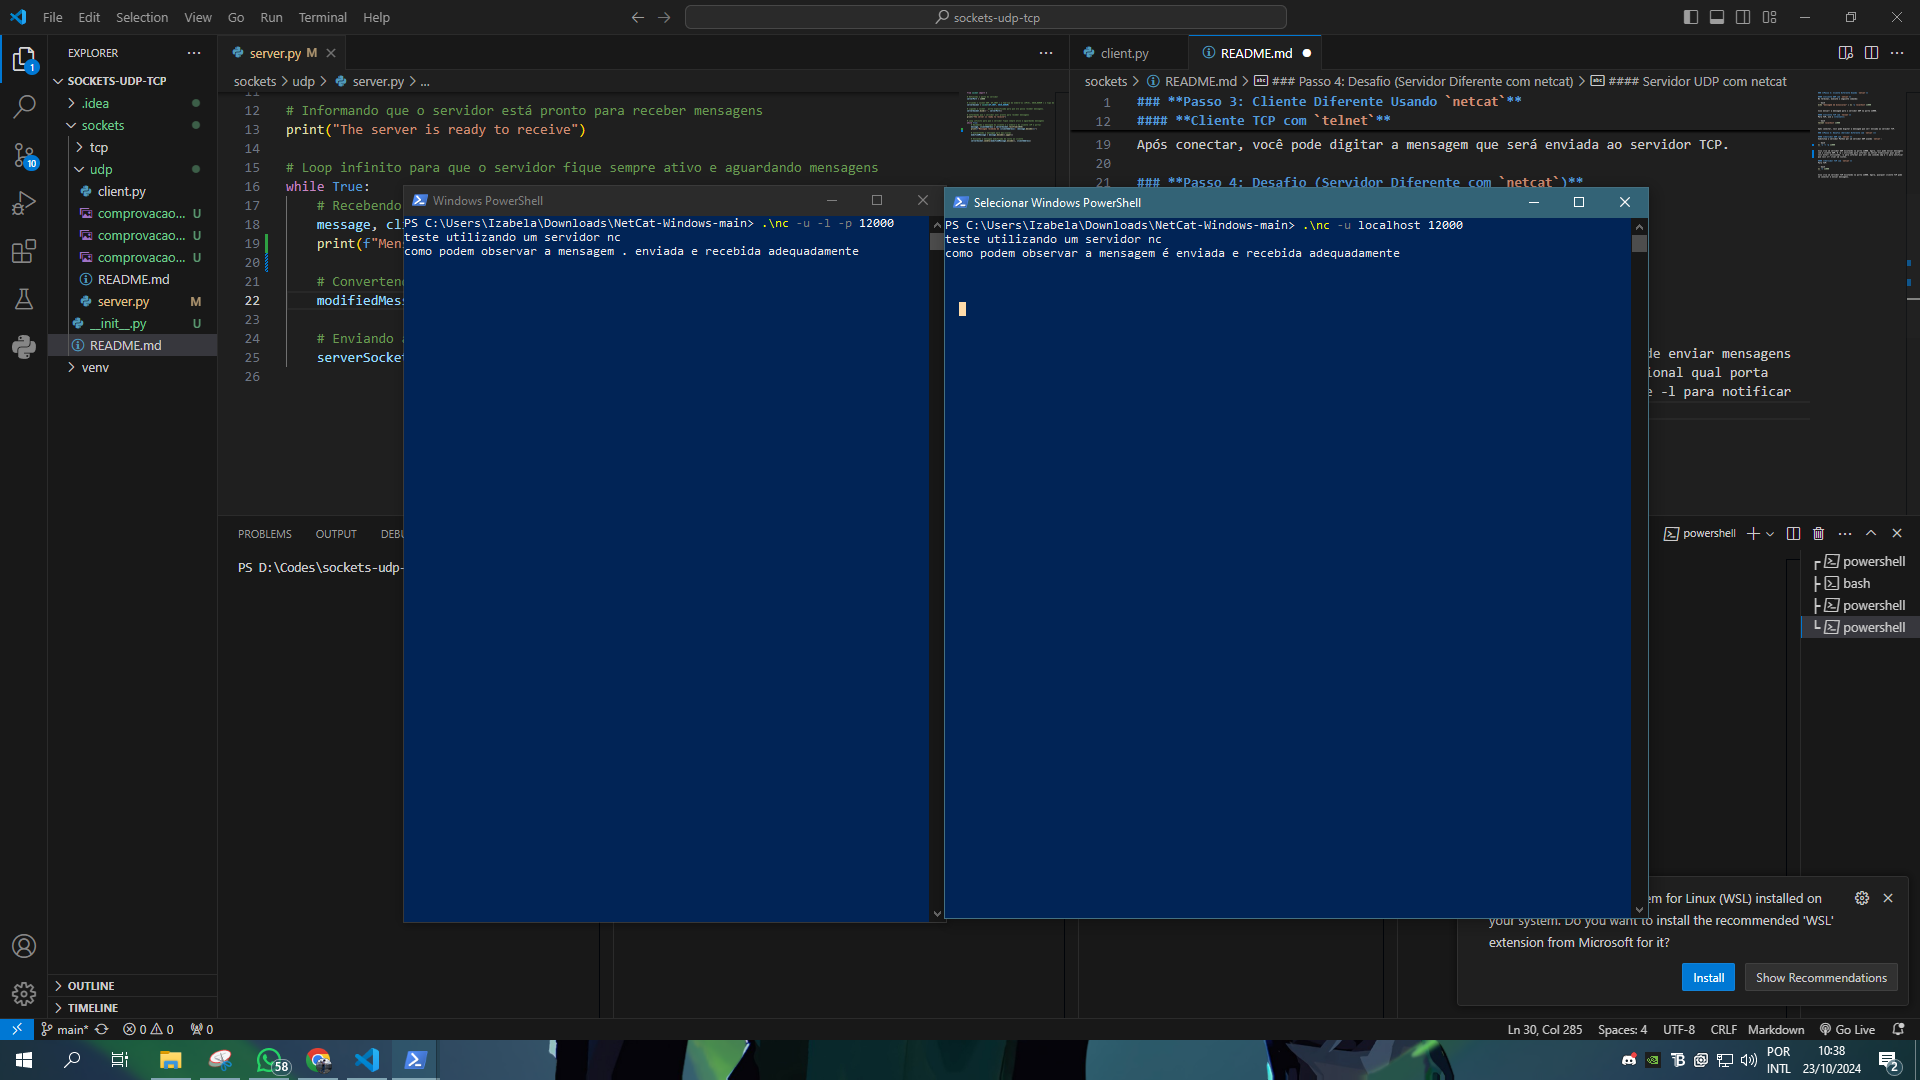 File Edit Selection View Go Run Terminal Help
sockets-udp-tcp
EXPLORER
SOCKETS-UDP-TCP
.idea
sockets
tcp
udp
client.py
comprovacao... U
comprovacao... U
comprovacao... U
README.md
server.py M
__init__.py U
README.md
venv
OUTLINE
TIMELINE
1
10
server.py M
sockets > udp > server.py > ...
11
12 # Informando que o servidor está pronto para receber mensagens
13 print("The server is ready to receive")
14
15 # Loop infinito para que o servidor fique sempre ativo e aguardando mensagens
16 while True:
17 # Recebendo
18 message, cli
19 print(f"Mens
20
21 # Convertend
22 modifiedMess
23
24 # Enviando
25 serverSocket
26
client.py
README.md
sockets > README.md > ### Passo 4: Desafio (Servidor Diferente com netcat) > #### Servidor UDP com netcat
1 ### **Passo 3: Cliente Diferente Usando `netcat`**
12 #### **Cliente TCP com `telnet`**
19 Após conectar, você pode digitar a mensagem que será enviada ao servidor TCP.
20
21 ### **Passo 4: Desafio (Servidor Diferente com `netcat`)**
de enviar mensagens
ional qual porta
-l para notificar
Windows PowerShell
PS C:\Users\Izabela\Downloads\NetCat-Windows-main> .\nc -u -l -p 12000
teste utilizando um servidor nc
como podem observar a mensagem . enviada e recebida adequadamente
Selecionar Windows PowerShell
PS C:\Users\Izabela\Downloads\NetCat-Windows-main> .\nc -u localhost 12000
teste utilizando um servidor nc
como podem observar a mensagem é enviada e recebida adequadamente
PROBLEMS OUTPUT DEBU
PS D:\Codes\sockets-udp-
powershell
powershell
bash
powershell
powershell
em for Linux (WSL) installed on
your system. Do you want to install the recommended 'WSL'
extension from Microsoft for it?
Install
Show Recommendations
main* 0 0 0
Ln 30, Col 285 Spaces: 4 UTF-8 CRLF Markdown Go Live
58
POR
INTL
10:38
23/10/2024
2